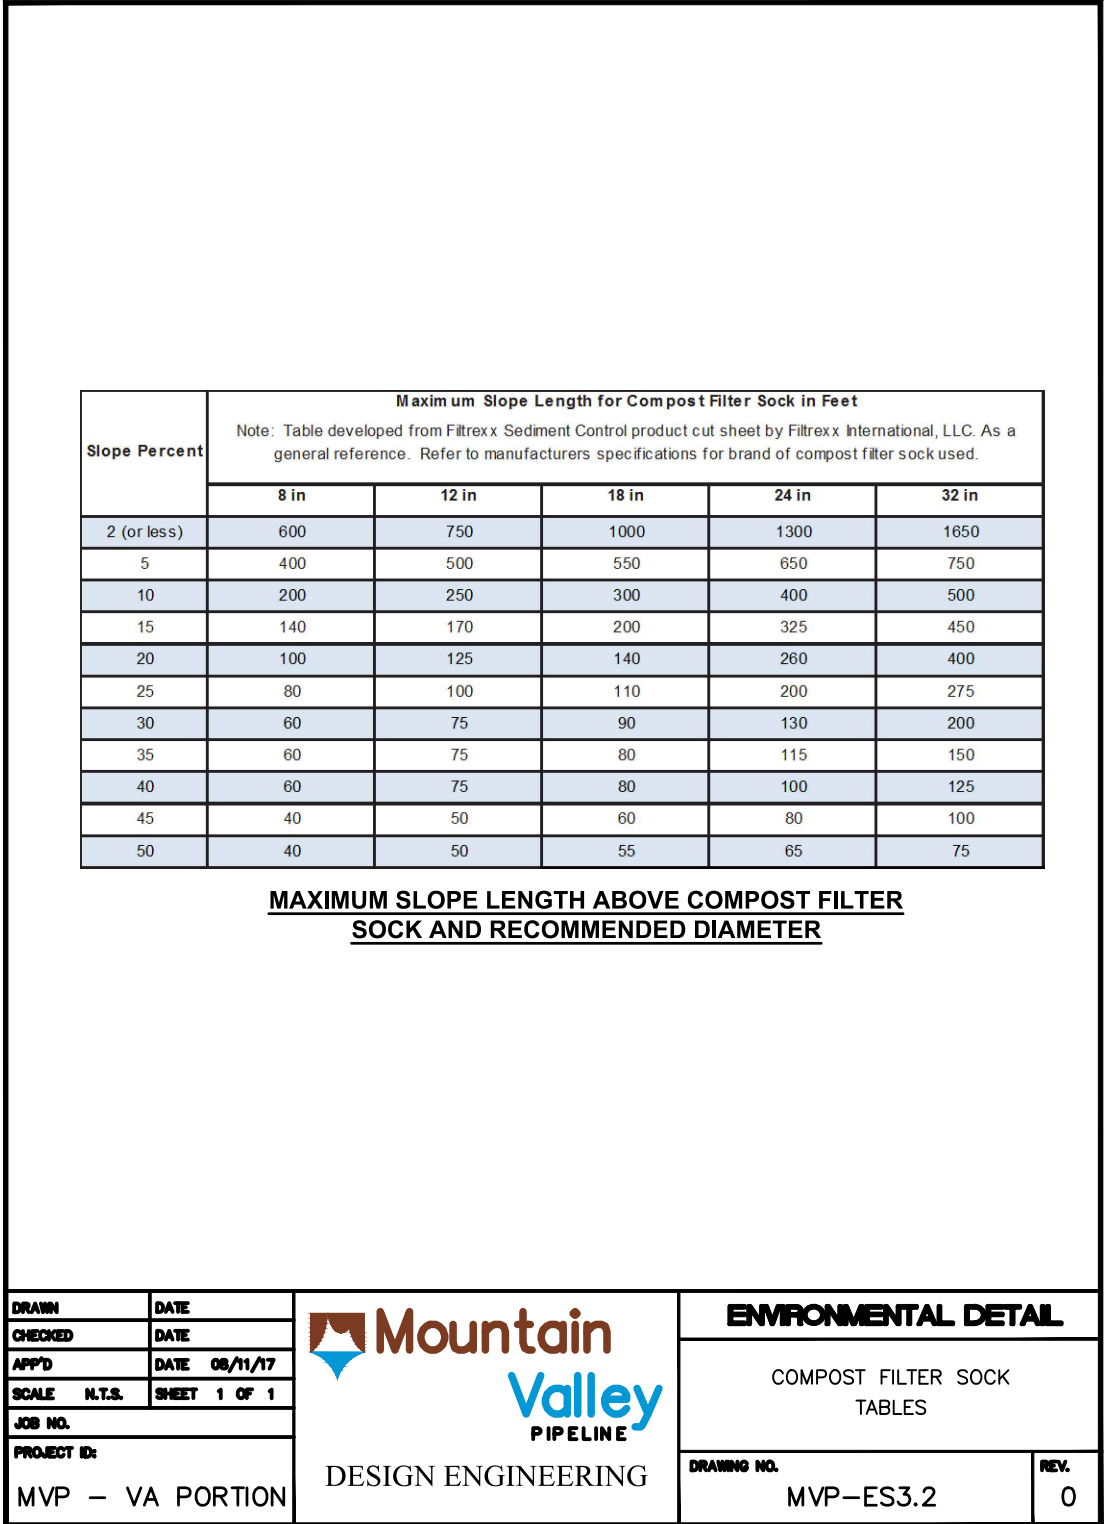 Maximum Slope Length for Compost Filter Sock in Feet
Note: Table developed from Filtrexx Sediment Control product cut sheet by Filtrexx International, LLC. As a
general reference. Refer to manufacturers specifications for brand of compost filter sock used.
Slope Percent
8 in 12 in 18 in 24 in 32 in
2 (or less) 600 750 1000 1300 1650
5 400 500 550 650 750
10 200 250 300 400 500
15 140 170 200 325 450
20 100 125 140 260 400
25 80 100 110 200 275
30 60 75 90 130 200
35 60 75 80 115 150
40 60 75 80 100 125
45 40 50 60 80 100
50 40 50 55 65 75
MAXIMUM SLOPE LENGTH ABOVE COMPOST FILTER
SOCK AND RECOMMENDED DIAMETER
DRAWN DATE
CHECKED DATE
APP'D DATE 08/11/17
SCALE N.T.S. SHEET 1 OF 1
JOB NO.
PROJECT ID:
MVP - VA PORTION
Mountain
Valley
PIPELINE
DESIGN ENGINEERING
ENVIRONMENTAL DETAIL
COMPOST FILTER SOCK
TABLES
DRAWING NO.
MVP-ES3.2
REV.
0